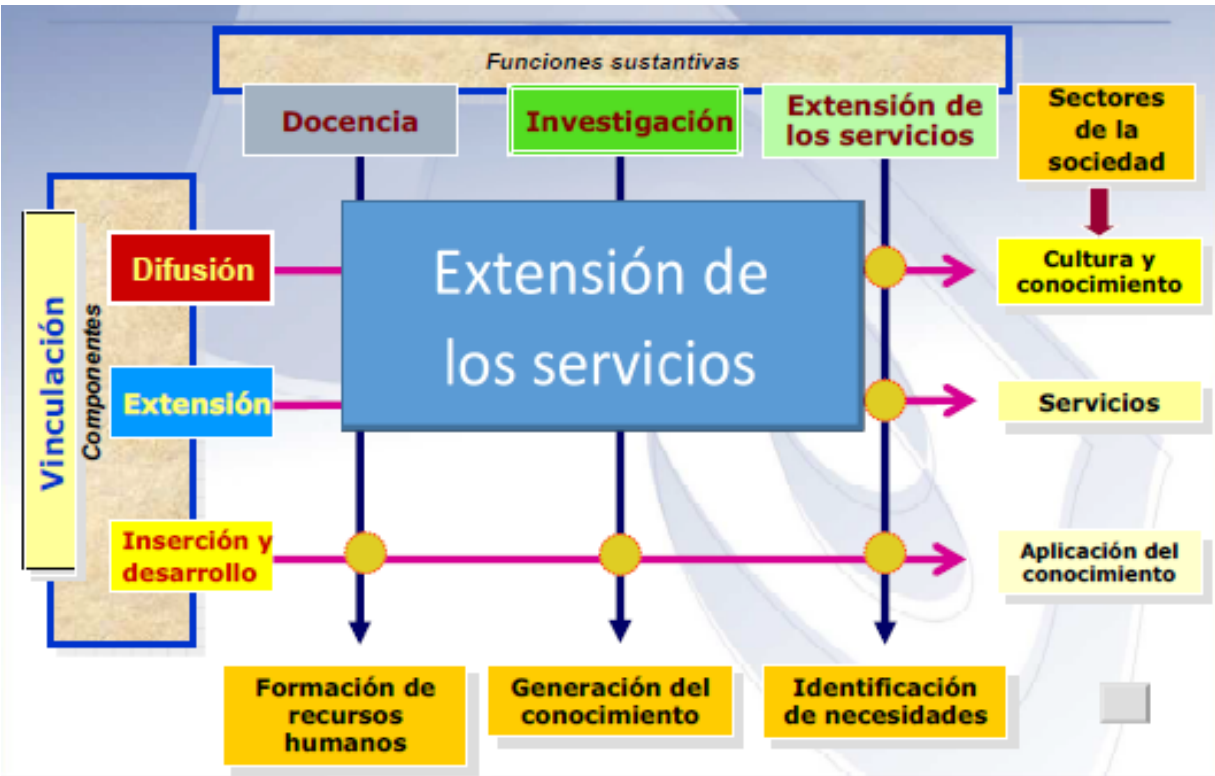 Funciones sustantivas
Docencia
Investigación
Extensión de
los servicios
Sectores
de la
sociedad
Vinculación
Componentes
Difusión
Extensión de
los servicios
Cultura y
conocimiento
Extensión
Servicios
Inserción y
desarrollo
Aplicación del
conocimiento
Formación de
recursos
humanos
Generación del
conocimiento
Identificación
de necesidades